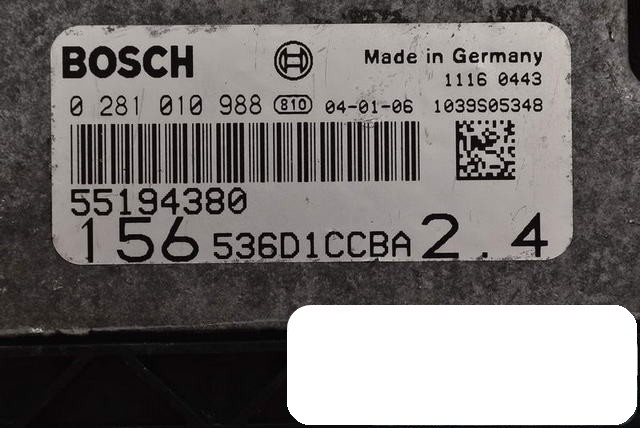 BOSCH
Made in Germany
1116 0443
0 281 010 988 810 04-01-06 1039S05348
55194380
156 536D1CCBA 2.4